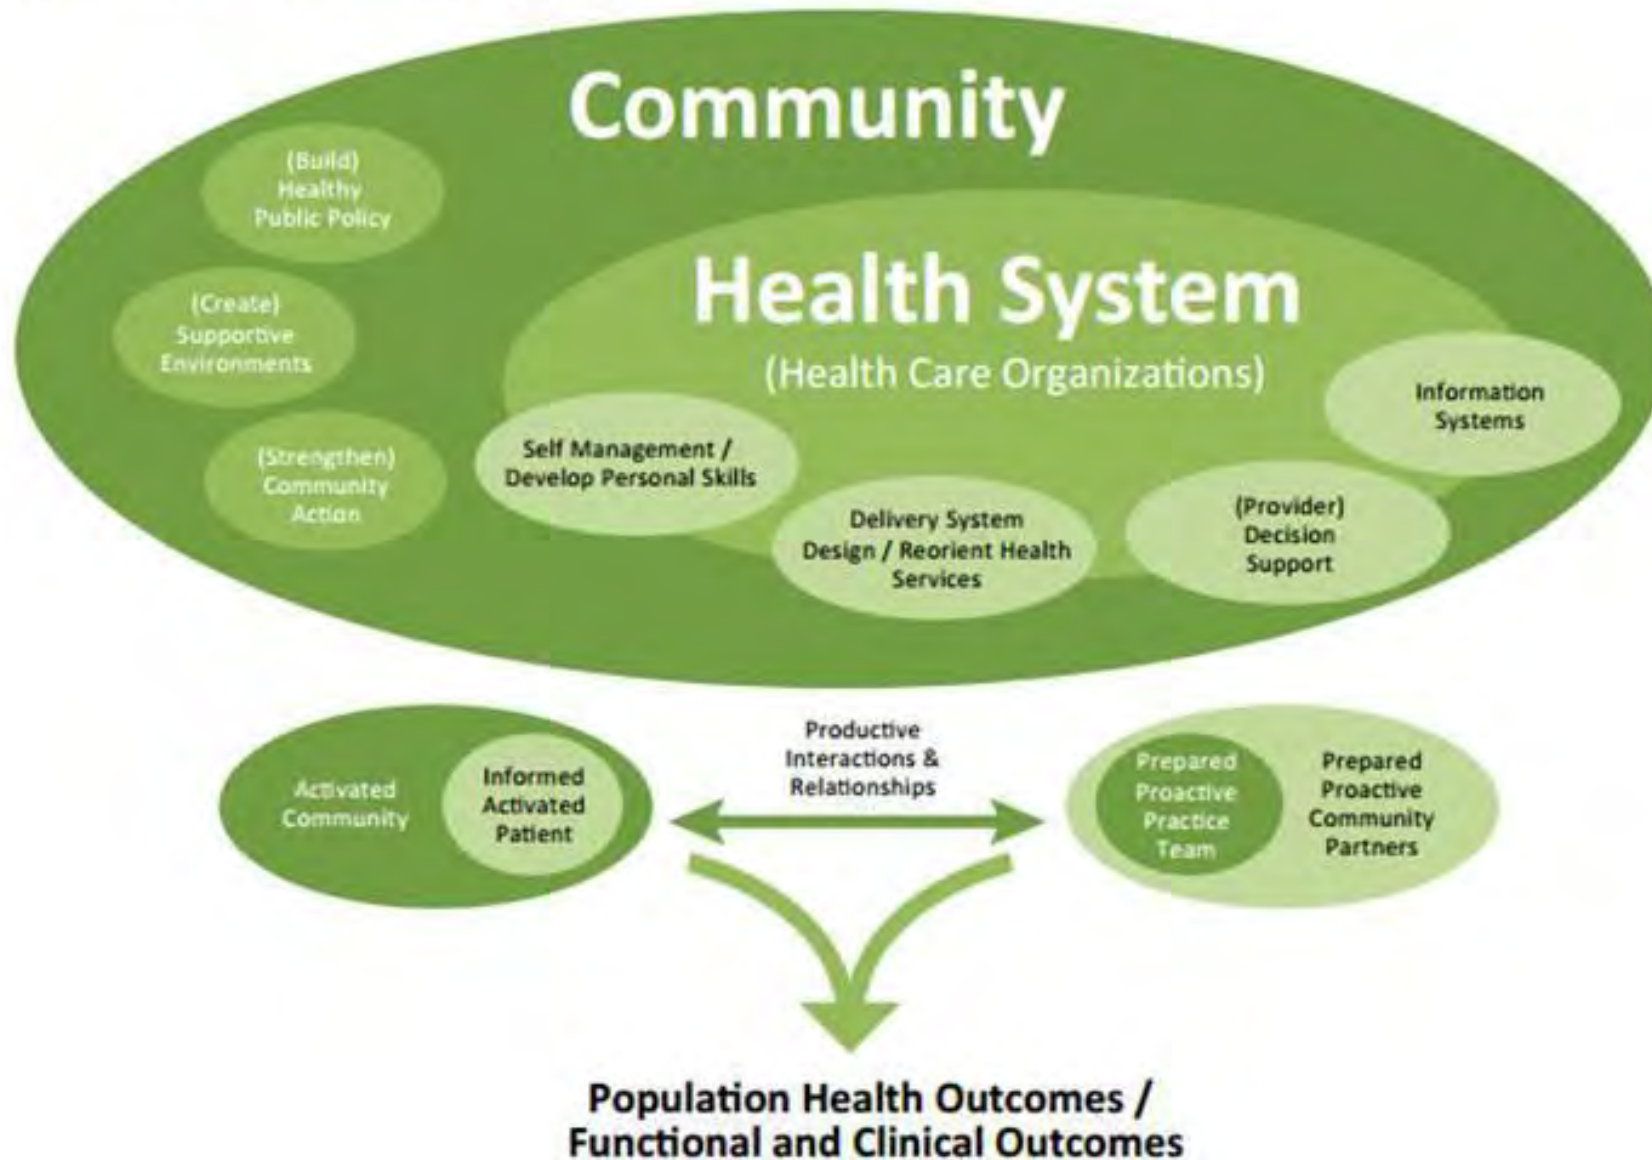 Community
(Build)
Healthy
Public Policy
(Create)
Supportive
Environments
(Strengthen)
Community
Action
Health System
(Health Care Organizations)
Self Management /
Develop Personal Skills
Delivery System
Design / Reorient Health
Services
(Provider)
Decision
Support
Information
Systems
Activated
Community
Informed
Activated
Patient
Productive
Interactions &
Relationships
Prepared
Proactive
Practice
Team
Prepared
Proactive
Community
Partners
Population Health Outcomes /
Functional and Clinical Outcomes